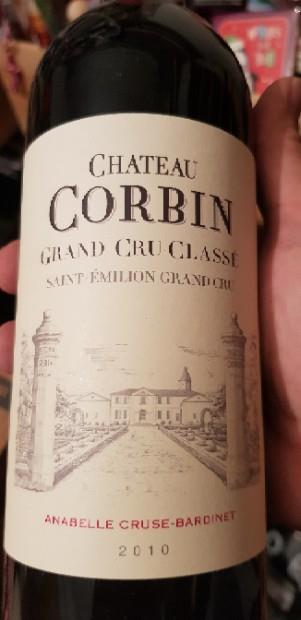 CHATEAU
CORBIN
GRAND CRU CLASSÉ
SAINT-ÉMILION GRAND CRU
ANABELLE CRUSE-BARDINET
2010